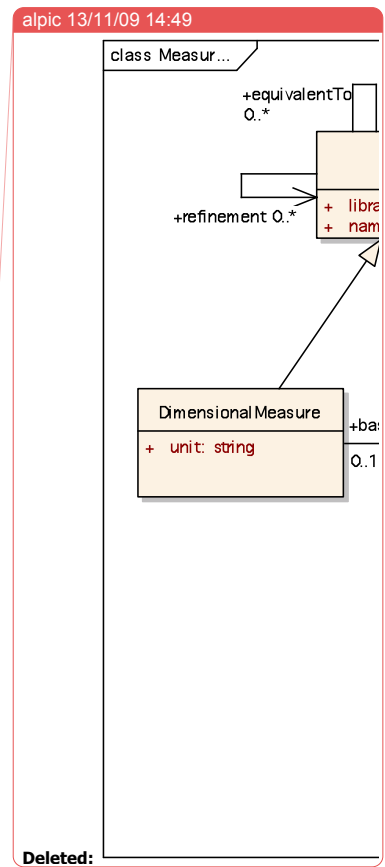 alpic 13/11/09 14:49
class Measur...
+equivalentTo
0..*
+refinement 0..*
+ libra
+ nam
DimensionalMeasure
+ unit: string
+bas
0..1
Deleted: